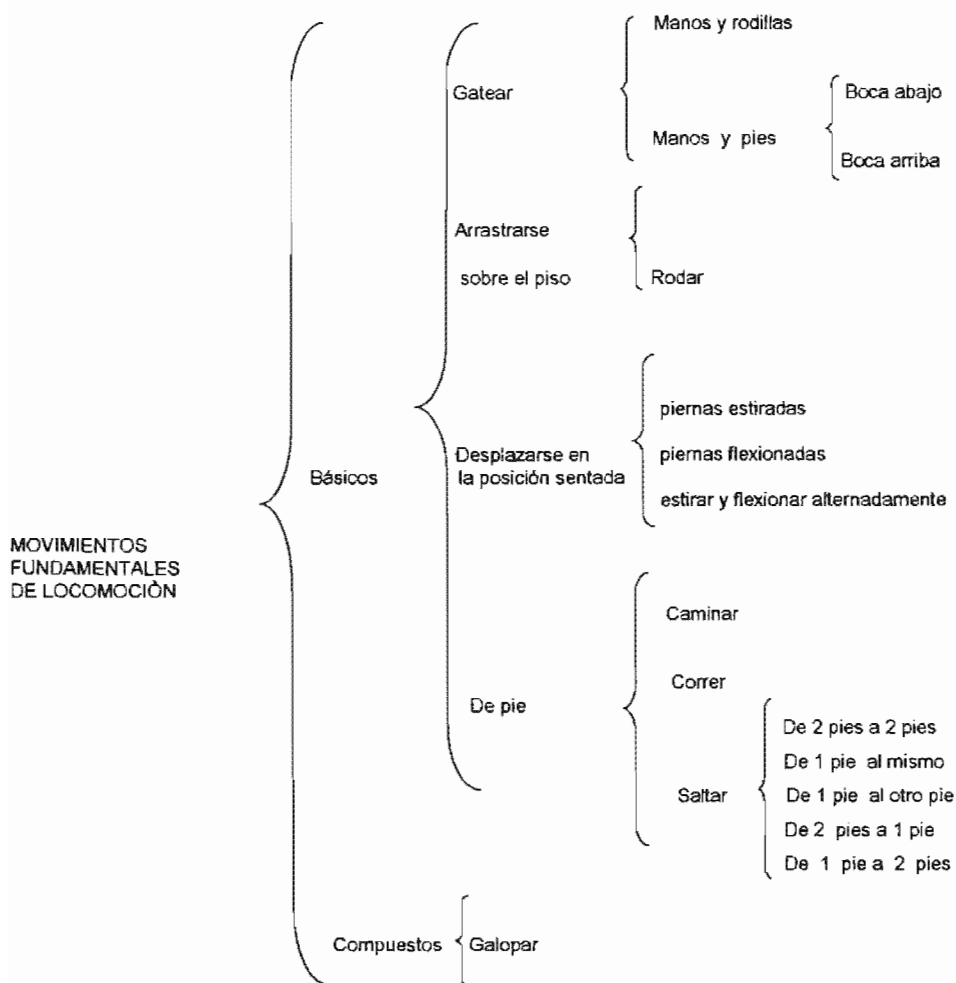 MOVIMIENTOS
FUNDAMENTALES
DE LOCOMOCIÒN
Básicos
Gatear
Manos y rodillas
Manos y pies
Boca abajo
Boca arriba
Arrastrarse
sobre el piso
Rodar
Desplazarse en
la posición sentada
piernas estiradas
piernas flexionadas
estirar y flexionar alternadamente
De pie
Caminar
Correr
Saltar
De 2 pies a 2 pies
De 1 pie al mismo
De 1 pie al otro pie
De 2 pies a 1 pie
De 1 pie a 2 pies
Compuestos
Galopar